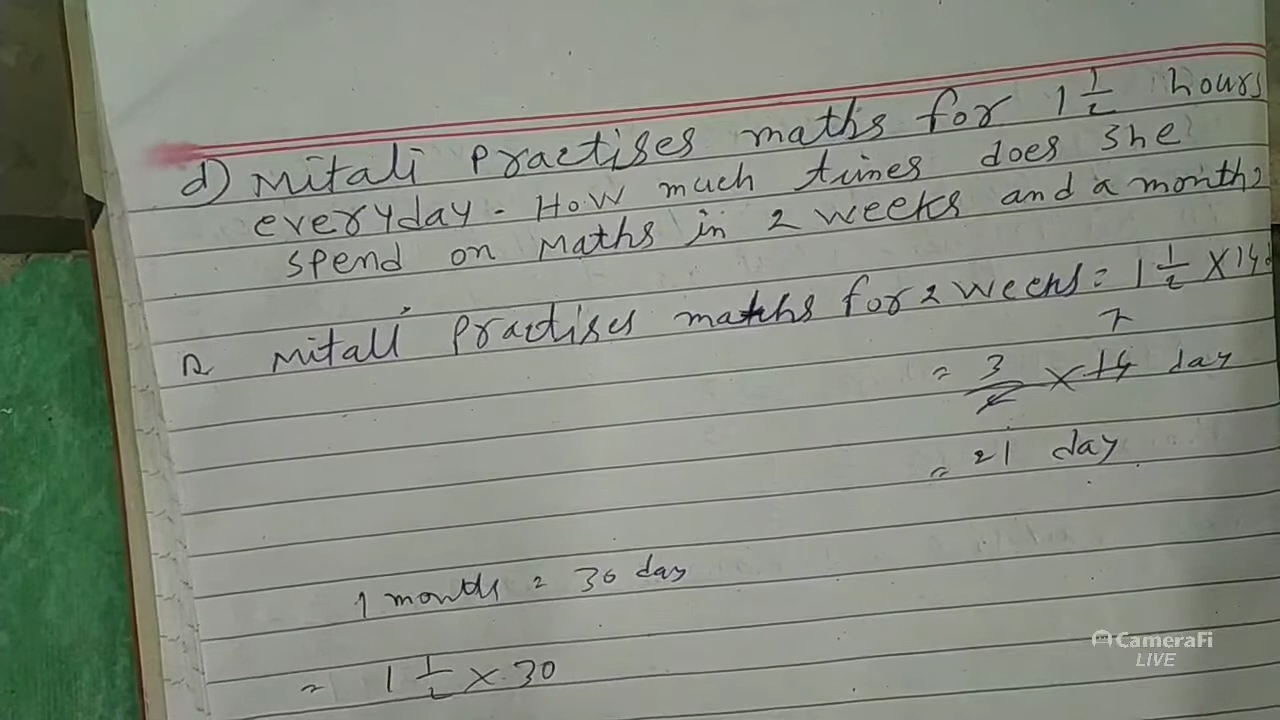 d) Mitali Practises maths for 1 1/2 hours
everyday. How much times does she
spend on Maths in 2 weeks and a month?
Mitali Practises maths for 2 weeks = 1 1/2 × 14
7
= 3/2 × 14 day
= 21 day
1 months = 30 day
= 1 1/2 × 30
CameraFi
LIVE